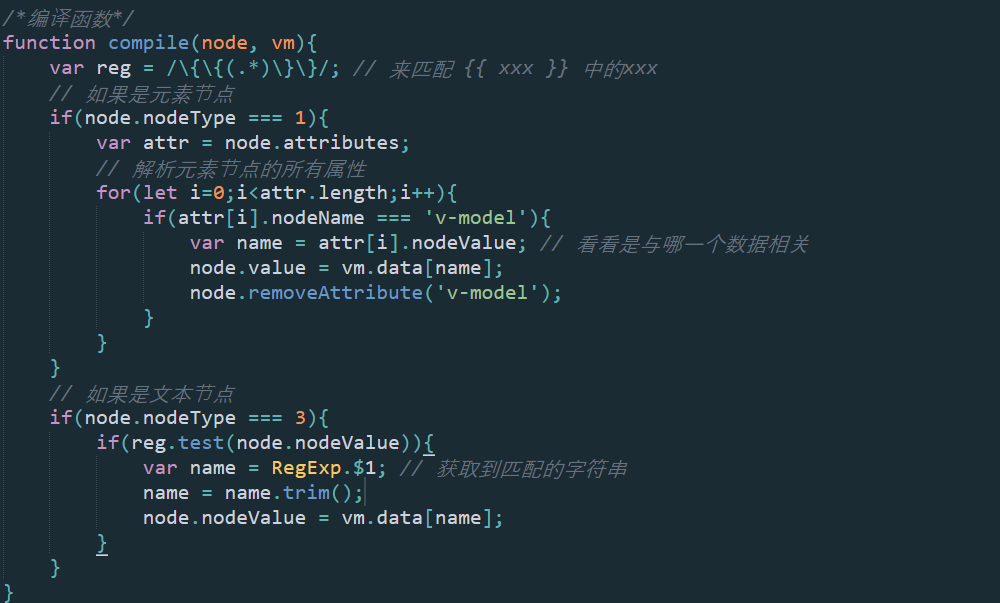 /*编译函数*/
function compile(node, vm){
    var reg = /\{\{(.*)\}\}/; // 来匹配 {{ xxx }} 中的xxx
    // 如果是元素节点
    if(node.nodeType === 1){
        var attr = node.attributes;
        // 解析元素节点的所有属性
        for(let i=0;i<attr.length;i++){
            if(attr[i].nodeName === 'v-model'){
                var name = attr[i].nodeValue; // 看看是与哪一个数据相关
                node.value = vm.data[name];
                node.removeAttribute('v-model');
            }
        }
    }
    // 如果是文本节点
    if(node.nodeType === 3){
        if(reg.test(node.nodeValue)){
            var name = RegExp.$1; // 获取到匹配的字符串
            name = name.trim();
            node.nodeValue = vm.data[name];
        }
    }
}